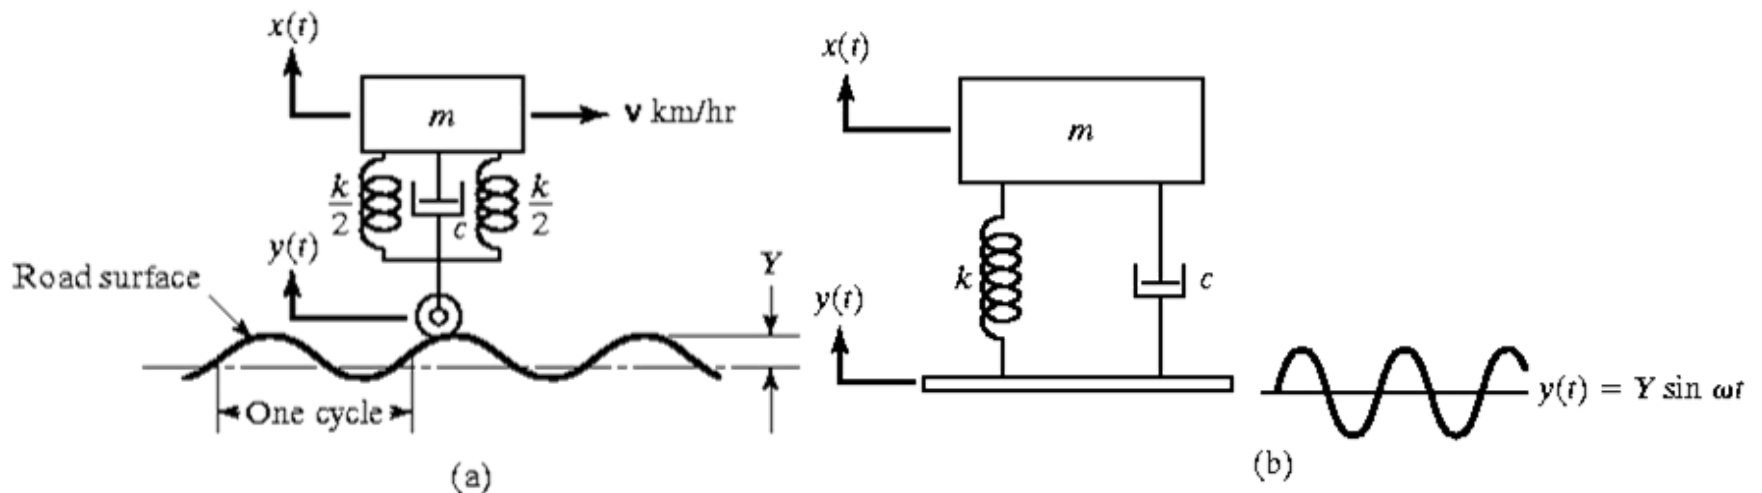 x(t)
m
v km/hr
k/2
c
k/2
y(t)
Road surface
Y
One cycle
(a)
x(t)
m
k
c
y(t)
y(t) = Y sin ωt
(b)